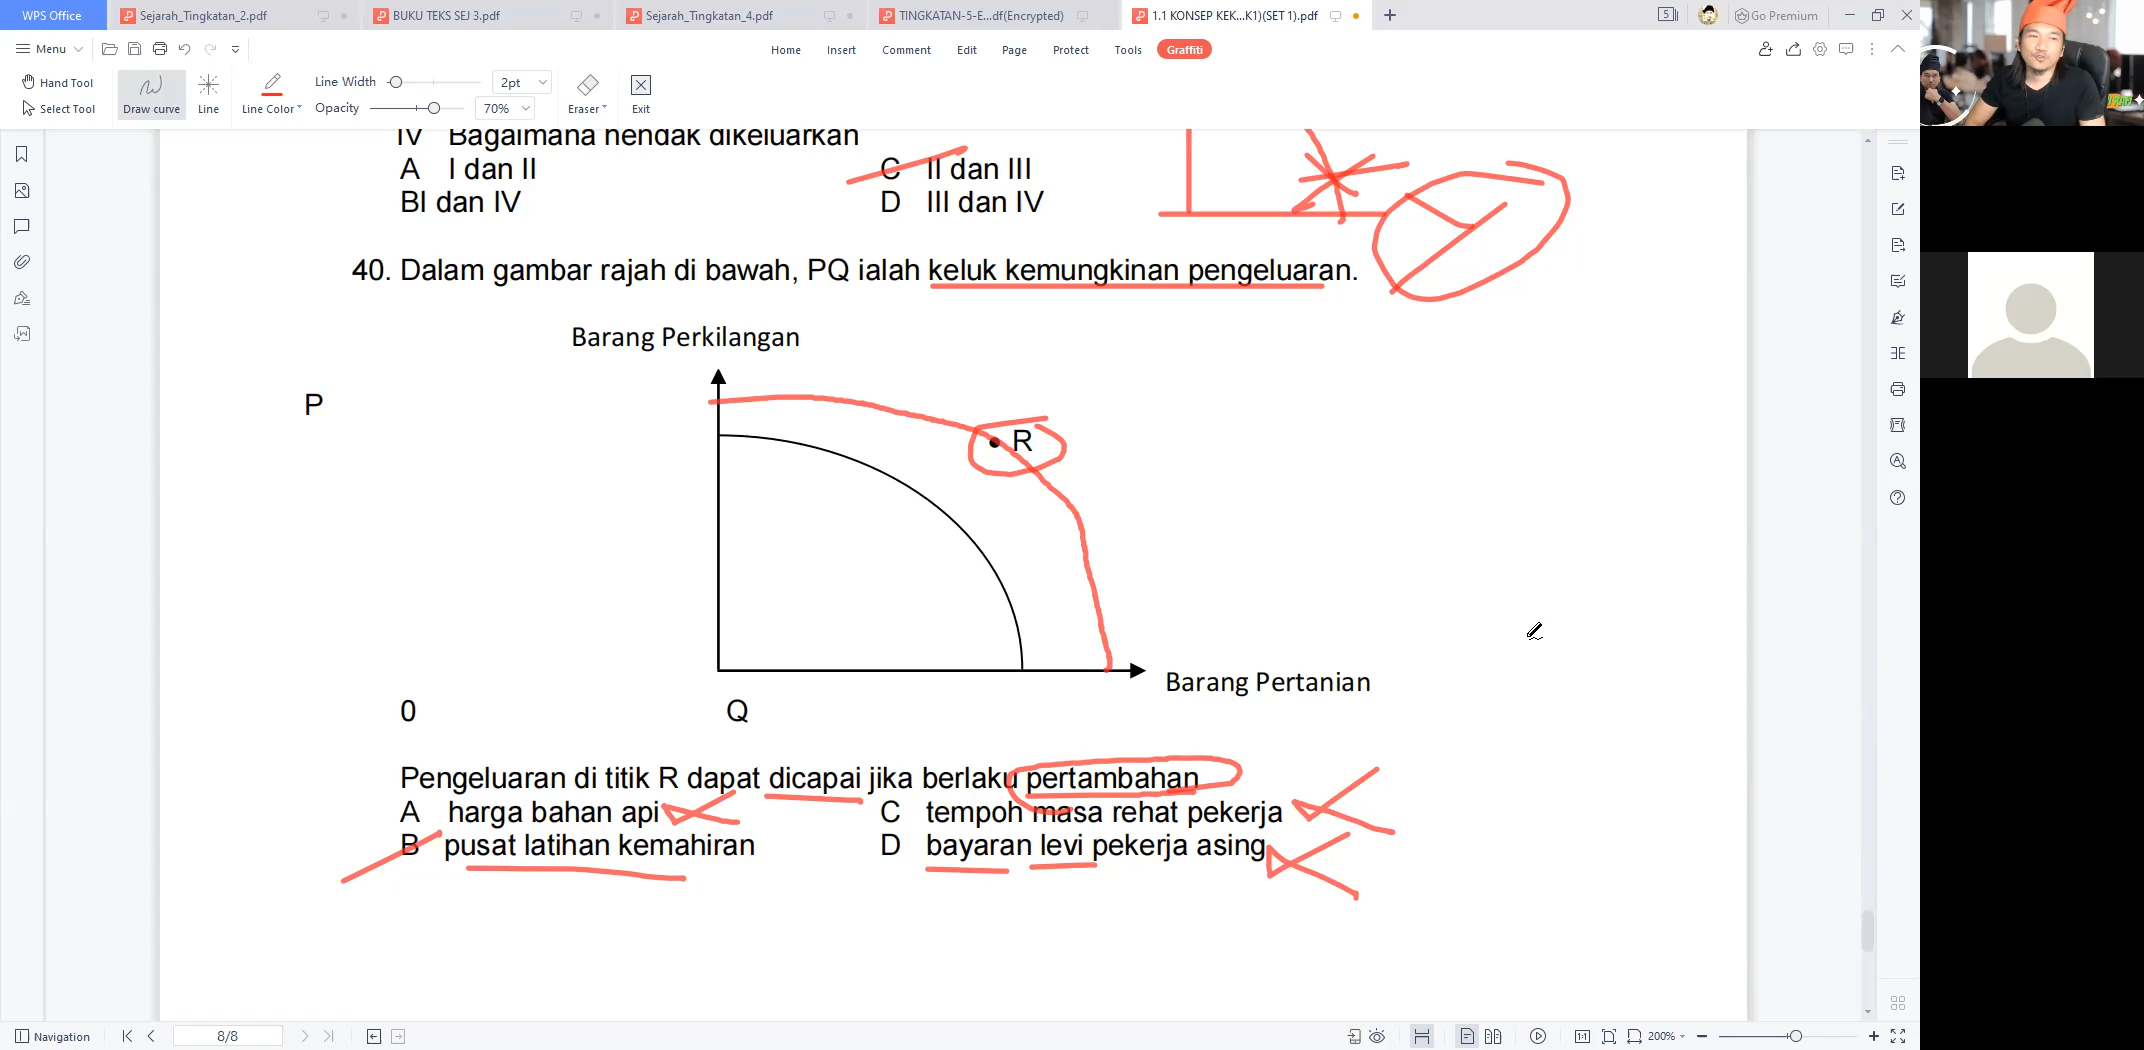 WPS Office
Sejarah_Tingkatan_2.pdf
BUKU TEKS SEJ 3.pdf
Sejarah_Tingkatan_4.pdf
TINGKATAN-5-E...df(Encrypted)
1.1 KONSEP KEK...K1)(SET 1).pdf
5
Go Premium
Menu
Home
Insert
Comment
Edit
Page
Protect
Tools
Graffiti
Hand Tool
Select Tool
Draw curve
Line
Line Color
Line Width
2pt
Opacity
70%
Eraser
Exit
IV Bagaimana hendak dikeluarkan
A I dan II
C II dan III
BI dan IV
D III dan IV
40. Dalam gambar rajah di bawah, PQ ialah keluk kemungkinan pengeluaran.
Barang Perkilangan
P
R
Barang Pertanian
0
Q
Pengeluaran di titik R dapat dicapai jika berlaku pertambahan
A harga bahan api
C tempoh masa rehat pekerja
B pusat latihan kemahiran
D bayaran levi pekerja asing
Navigation
8/8
1:1
200%